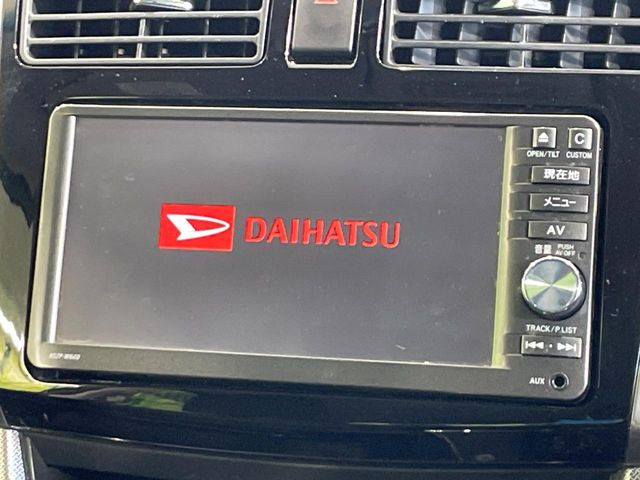 DAIHATSU
OPEN/TILT
C
CUSTOM
現在地
メニュー
AV
音量
PUSH
AV OFF
TRACK/P.LIST
AUX